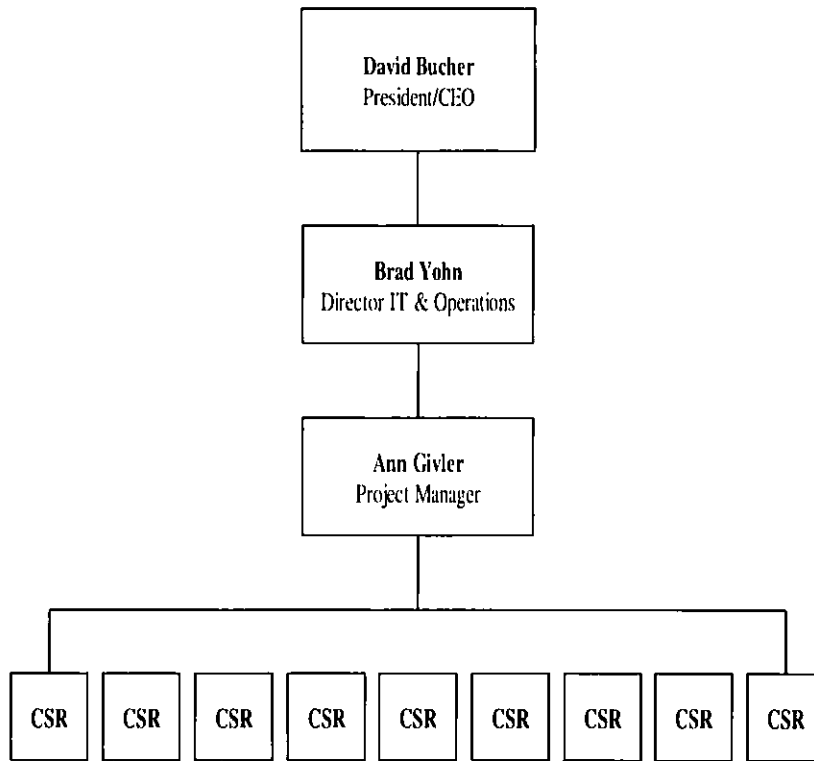 David Bucher
President/CEO
Brad Yohn
Director IT & Operations
Ann Givler
Project Manager
CSR CSR CSR CSR CSR CSR CSR CSR CSR